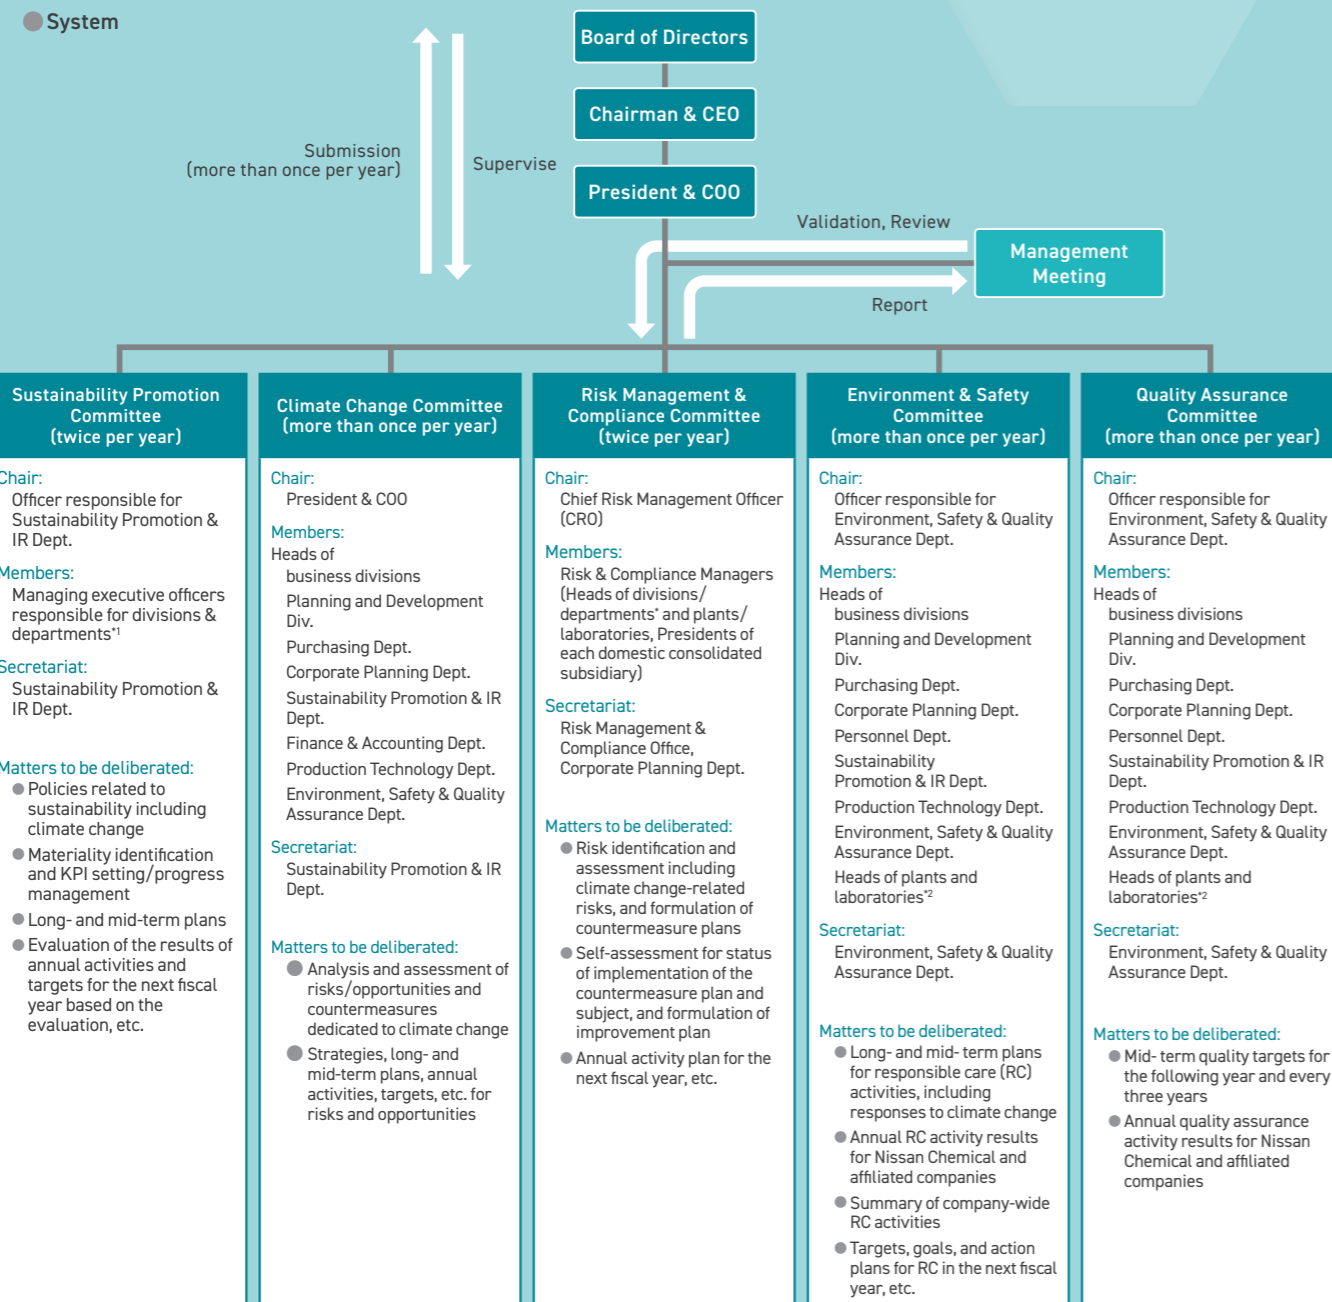 System
Board of Directors
Chairman & CEO
President & COO
Submission
(more than once per year)
Supervise
Validation, Review
Management
Meeting
Report
Sustainability Promotion
Committee
(twice per year)
Chair:
Officer responsible for
Sustainability Promotion &
IR Dept.
Members:
Managing executive officers
responsible for divisions &
departments*1
Secretariat:
Sustainability Promotion &
IR Dept.
Matters to be deliberated:
Policies related to
sustainability including
climate change
Materiality identification
and KPI setting/progress
management
Long- and mid-term plans
Evaluation of the results of
annual activities and
targets for the next fiscal
year based on the
evaluation, etc.
Climate Change Committee
(more than once per year)
Chair:
President & COO
Members:
Heads of
business divisions
Planning and Development
Div.
Purchasing Dept.
Corporate Planning Dept.
Sustainability Promotion & IR
Dept.
Finance & Accounting Dept.
Production Technology Dept.
Environment, Safety & Quality
Assurance Dept.
Secretariat:
Sustainability Promotion & IR
Dept.
Matters to be deliberated:
Analysis and assessment of
risks/opportunities and
countermeasures
dedicated to climate change
Strategies, long- and
mid-term plans, annual
activities, targets, etc. for
risks and opportunities
Risk Management &
Compliance Committee
(twice per year)
Chair:
Chief Risk Management Officer
(CRO)
Members:
Risk & Compliance Managers
(Heads of divisions/
departments* and plants/
laboratories, Presidents of
each domestic consolidated
subsidiary)
Secretariat:
Risk Management &
Compliance Office,
Corporate Planning Dept.
Matters to be deliberated:
Risk identification and
assessment including
climate change-related
risks, and formulation of
countermeasure plans
Self-assessment for status
of implementation of the
countermeasure plan and
subject, and formulation of
improvement plan
Annual activity plan for the
next fiscal year, etc.
Environment & Safety
Committee
(more than once per year)
Chair:
Officer responsible for
Environment, Safety & Quality
Assurance Dept.
Members:
Heads of
business divisions
Planning and Development
Div.
Purchasing Dept.
Corporate Planning Dept.
Personnel Dept.
Sustainability
Promotion & IR Dept.
Production Technology Dept.
Environment, Safety & Quality
Assurance Dept.
Heads of plants and
laboratories*2
Secretariat:
Environment, Safety & Quality
Assurance Dept.
Matters to be deliberated:
Long- and mid- term plans
for responsible care (RC)
activities, including
responses to climate change
Annual RC activity results
for Nissan Chemical and
affiliated companies
Summary of company-wide
RC activities
Targets, goals, and action
plans for RC in the next fiscal
year, etc.
Quality Assurance
Committee
(more than once per year)
Chair:
Officer responsible for
Environment, Safety & Quality
Assurance Dept.
Members:
Heads of
business divisions
Planning and Development
Div.
Purchasing Dept.
Corporate Planning Dept.
Personnel Dept.
Sustainability Promotion & IR
Dept.
Production Technology Dept.
Environment, Safety & Quality
Assurance Dept.
Heads of plants and
laboratories*2
Secretariat:
Environment, Safety & Quality
Assurance Dept.
Matters to be deliberated:
Mid- term quality targets for
the following year and every
three years
Annual quality assurance
activity results for Nissan
Chemical and affiliated
companies